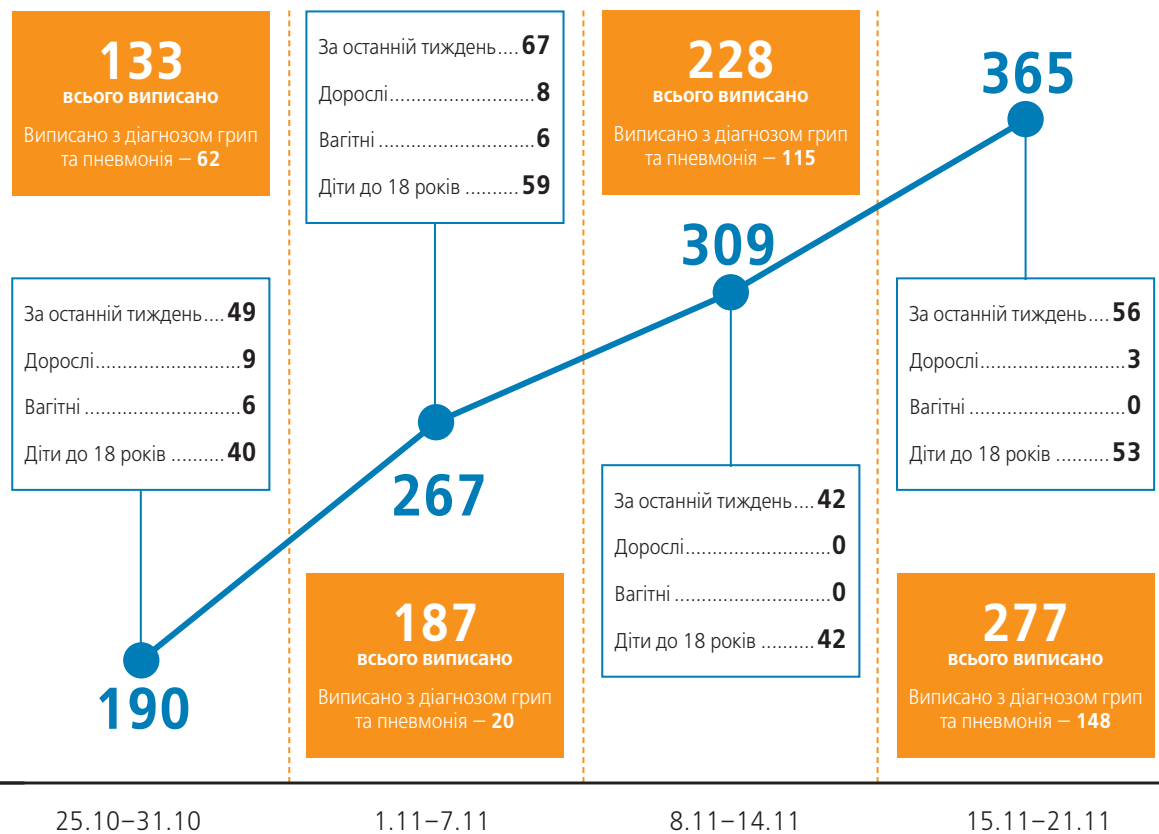 133
всього виписано
Виписано з діагнозом грип
та пневмонія – 62
За останній тиждень....49
Дорослі..............................9
Вагітні ................................6
Діти до 18 років ..........40
190
25.10–31.10
За останній тиждень....67
Дорослі..............................8
Вагітні ................................6
Діти до 18 років ..........59
267
187
всього виписано
Виписано з діагнозом грип
та пневмонія – 20
1.11–7.11
228
всього виписано
Виписано з діагнозом грип
та пневмонія – 115
309
За останній тиждень....42
Дорослі..............................0
Вагітні ................................0
Діти до 18 років ..........42
8.11–14.11
365
За останній тиждень....56
Дорослі..............................3
Вагітні ................................0
Діти до 18 років ..........53
277
всього виписано
Виписано з діагнозом грип
та пневмонія – 148
15.11–21.11